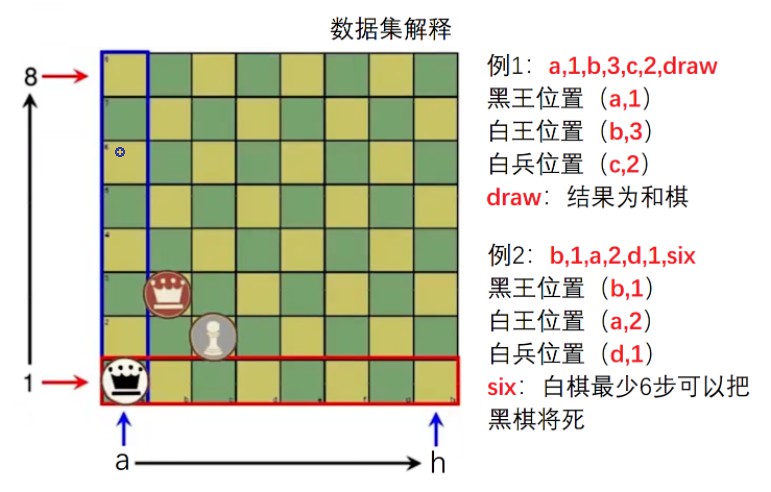 数据集解释
8
1
a
h
例1：a,1,b,3,c,2,draw
黑王位置（a,1）
白王位置（b,3）
白兵位置（c,2）
draw：结果为和棋
例2：b,1,a,2,d,1,six
黑王位置（b,1）
白王位置（a,2）
白兵位置（d,1）
six：白棋最少6步可以把
黑棋将死